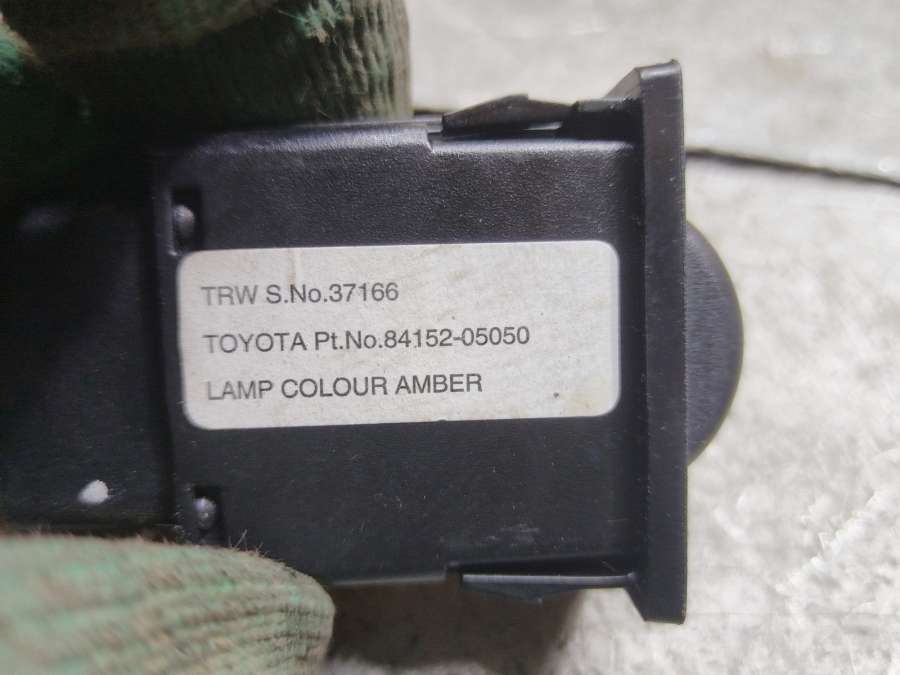 TRW S.No.37166
TOYOTA Pt.No.84152-05050
LAMP COLOUR AMBER